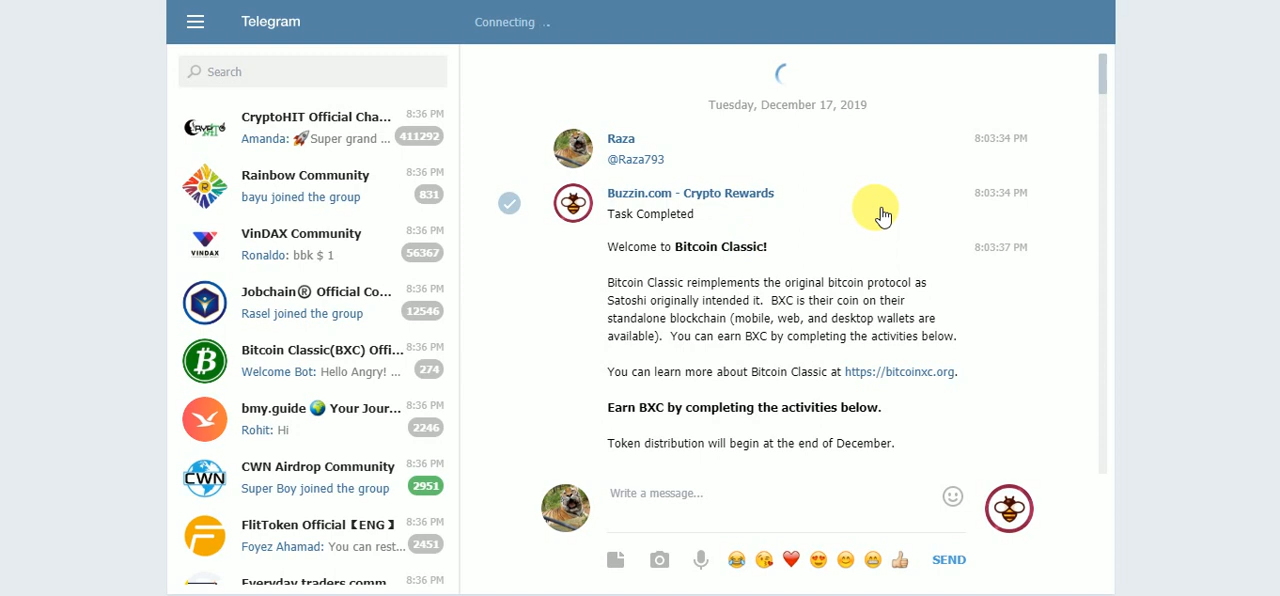 Telegram
Connecting ..
Search
CryptoHIT Official Cha...
8:36 PM
Amanda: 🚀Super grand ...
411292
Rainbow Community
8:36 PM
bayu joined the group
831
VinDAX Community
8:36 PM
Ronaldo: bbk $ 1
56367
VINDAX
Jobchain® Official Co...
8:36 PM
Rasel joined the group
12546
Bitcoin Classic(BXC) Offi...
8:36 PM
Welcome Bot: Hello Angry! ...
274
bmy.guide 🌍 Your Jour...
8:36 PM
Rohit: Hi
2246
CWN Airdrop Community
8:36 PM
Super Boy joined the group
2951
CWN
FlitToken Official【ENG】
8:36 PM
Foyez Ahamad: You can rest...
2451
Everyday traders comm
8:36 PM
Tuesday, December 17, 2019
Raza
8:03:34 PM
@Raza793
Buzzin.com - Crypto Rewards
8:03:34 PM
Task Completed
Welcome to Bitcoin Classic!
8:03:37 PM
Bitcoin Classic reimplements the original bitcoin protocol as
Satoshi originally intended it.  BXC is their coin on their
standalone blockchain (mobile, web, and desktop wallets are
available).  You can earn BXC by completing the activities below.
You can learn more about Bitcoin Classic at https://bitcoinxc.org.
Earn BXC by completing the activities below.
Token distribution will begin at the end of December.
Write a message...
SEND